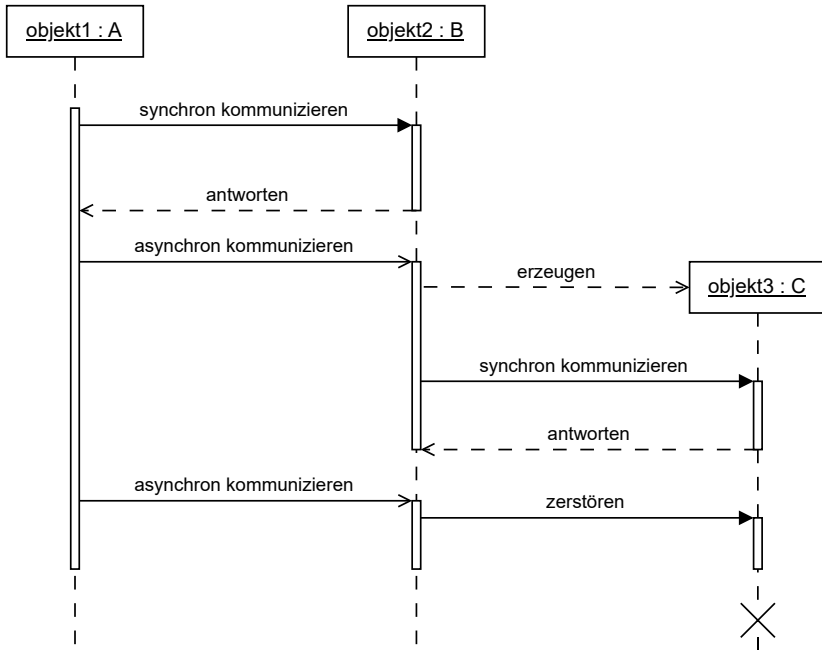 objekt1 : A
objekt2 : B
synchron kommunizieren
antworten
asynchron kommunizieren
erzeugen
objekt3 : C
synchron kommunizieren
antworten
asynchron kommunizieren
zerstören